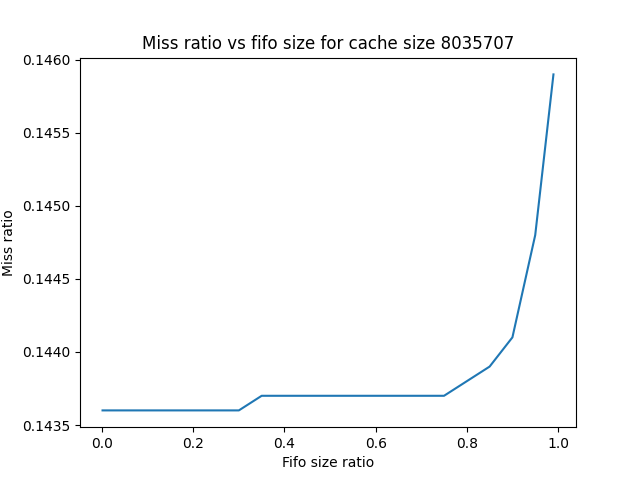 Miss ratio vs fifo size for cache size 8035707
0.1460
0.1455
0.1450
0.1445
0.1440
0.1435
Miss ratio
0.0 0.2 0.4 0.6 0.8 1.0
Fifo size ratio